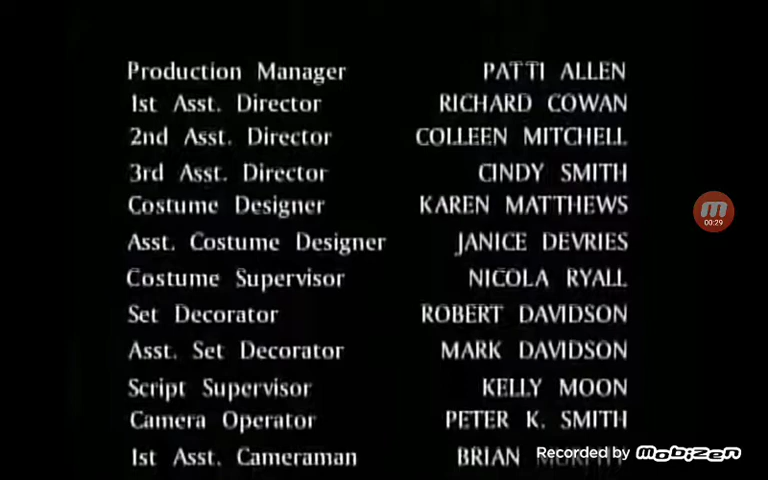 Production Manager PATTI ALLEN
1st Asst. Director RICHARD COWAN
2nd Asst. Director COLLEEN MITCHELL
3rd Asst. Director CINDY SMITH
Costume Designer KAREN MATTHEWS
00:29
Asst. Costume Designer JANICE DEVRIES
Costume Supervisor NICOLA RYALL
Set Decorator ROBERT DAVIDSON
Asst. Set Decorator MARK DAVIDSON
Script Supervisor KELLY MOON
Camera Operator PETER K. SMITH
1st Asst. Cameraman BRIAN
Recorded by mobizen